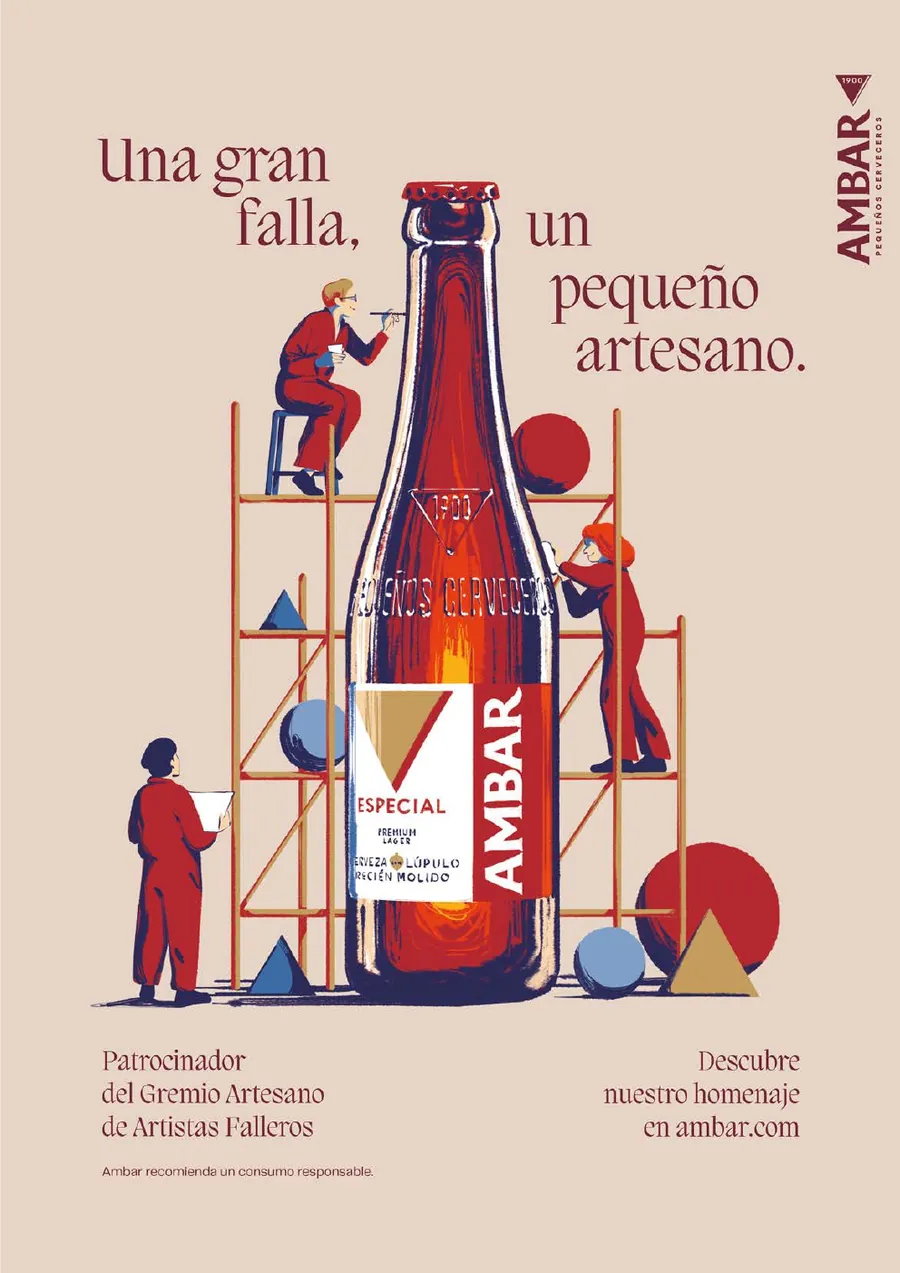 1900
AMBAR
PEQUEÑOS CERVECEROS
Una gran
falla,
un
pequeño
artesano.
1900
PEQUEÑOS CERVECEROS
ESPECIAL
PREMIUM
LAGER
ERVEZA LÚPULO
RECIÉN MOLIDO
AMBAR
Patrocinador
del Gremio Artesano
de Artistas Falleros
Descubre
nuestro homenaje
en ambar.com
Ambar recomienda un consumo responsable.